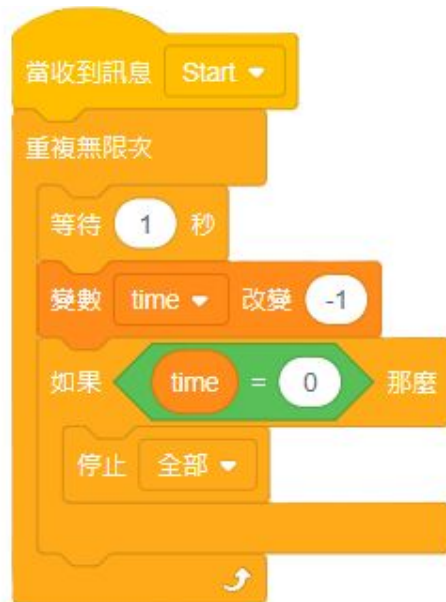 當收到訊息 Start
重複無限次
等待 1 秒
變數 time 改變 -1
如果 time = 0 那麼
停止 全部